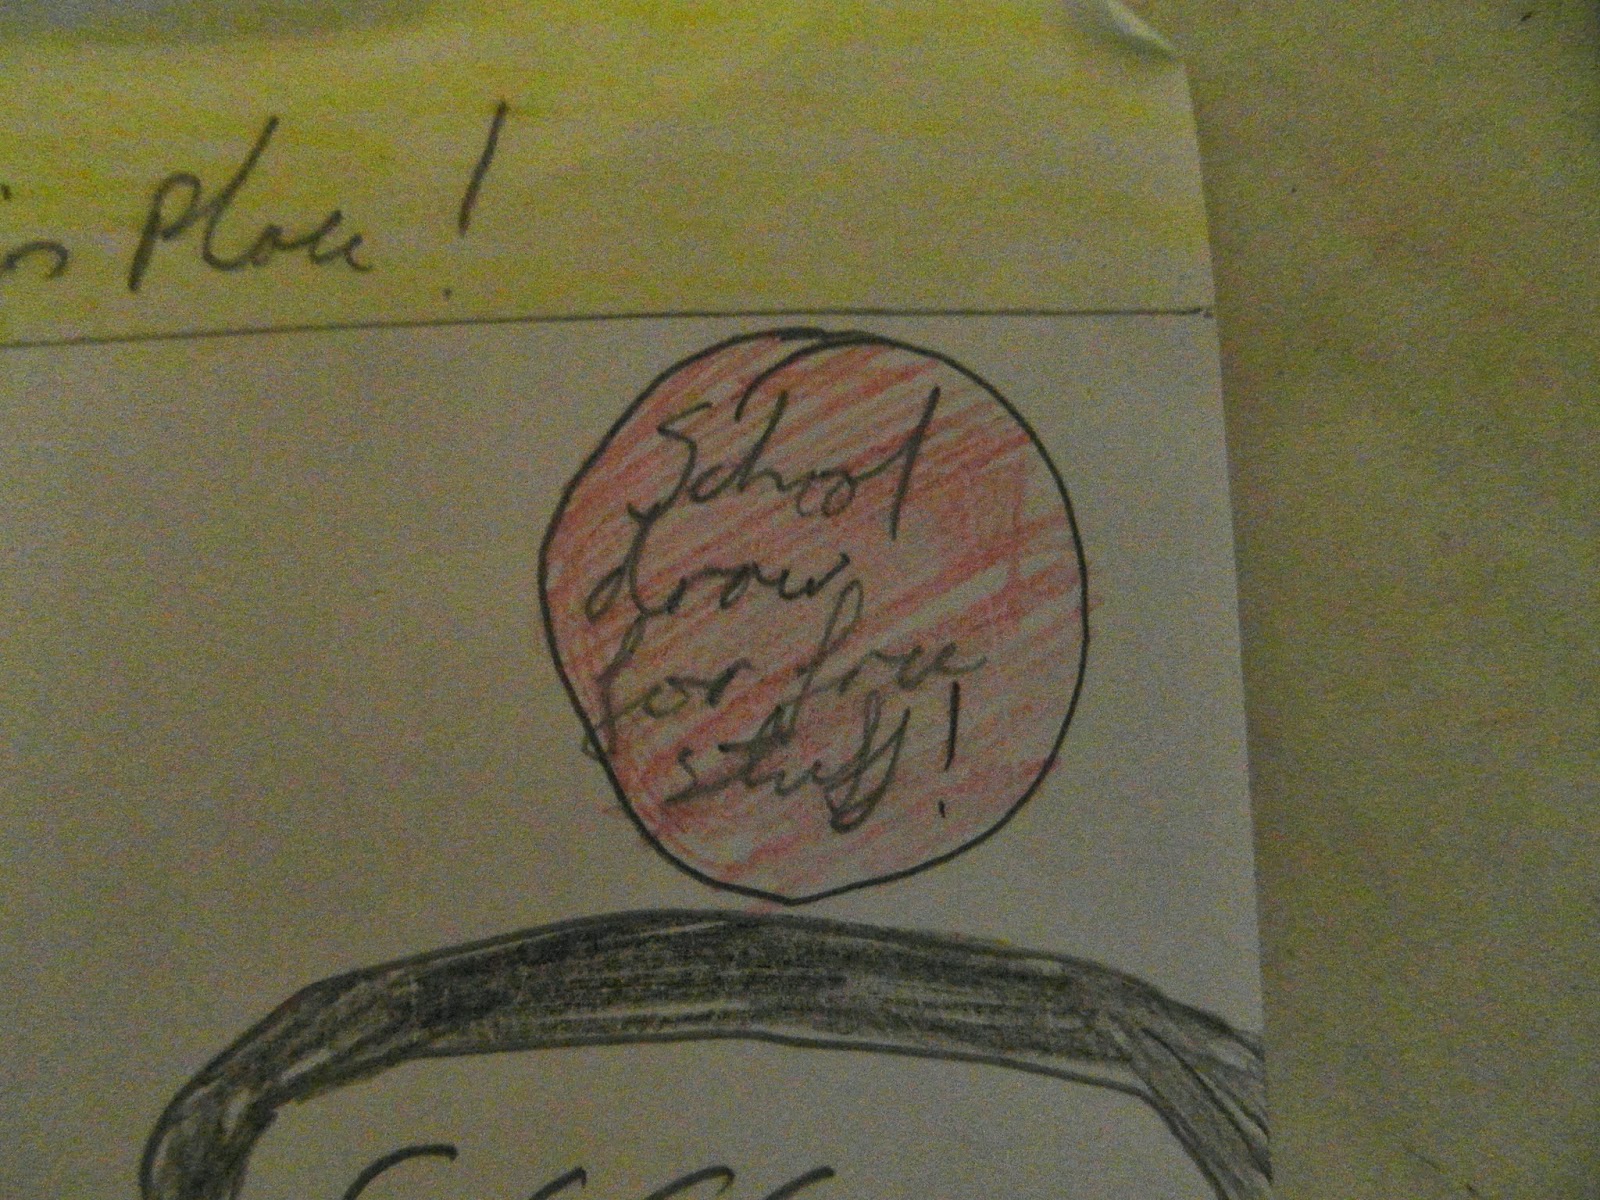 Place!
School
draw
for free
stuff!